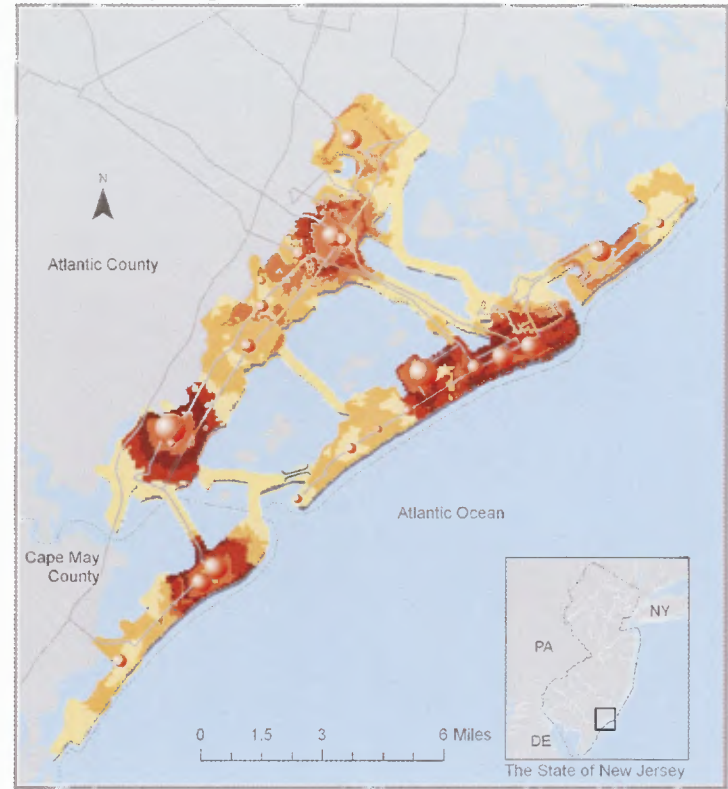 N
Atlantic County
Atlantic Ocean
Cape May
County
NY
PA
DE
0 1.5 3 6 Miles
The State of New Jersey